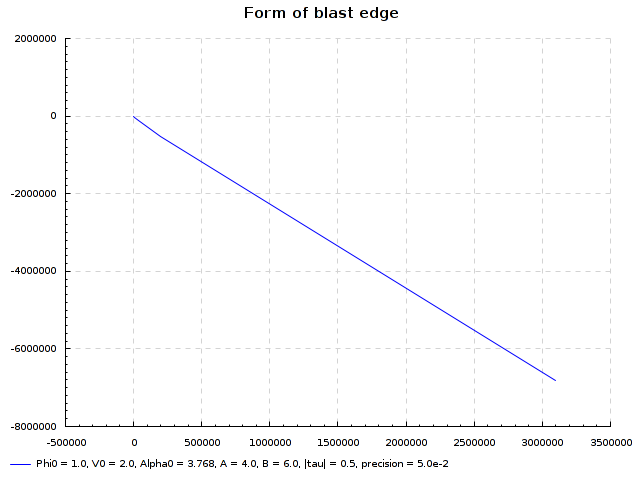 Form of blast edge
2000000
0
-2000000
-4000000
-6000000
-8000000
-500000 0 500000 1000000 1500000 2000000 2500000 3000000 3500000
Phi0 = 1.0, V0 = 2.0, Alpha0 = 3.768, A = 4.0, B = 6.0, |tau| = 0.5, precision = 5.0e-2